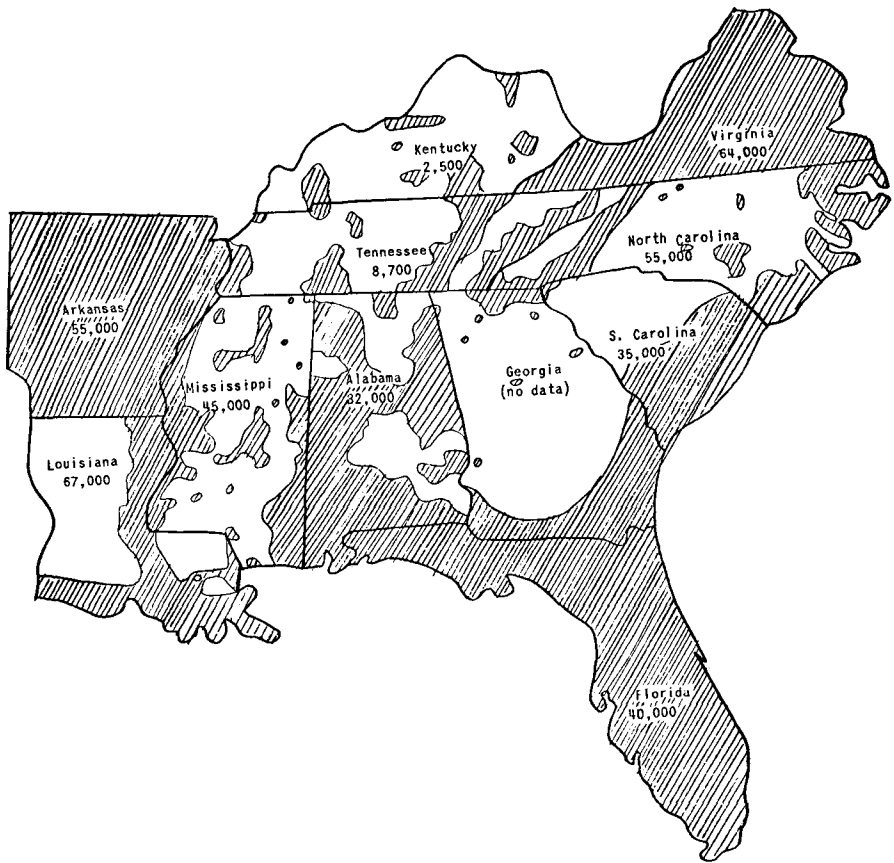 Virginia
64,000
Kentucky
2,500
North Carolina
55,000
Tennessee
8,700
Arkansas
55,000
S. Carolina
35,000
Georgia
(no data)
Mississippi
45,000
Alabama
32,000
Louisiana
67,000
Florida
40,000